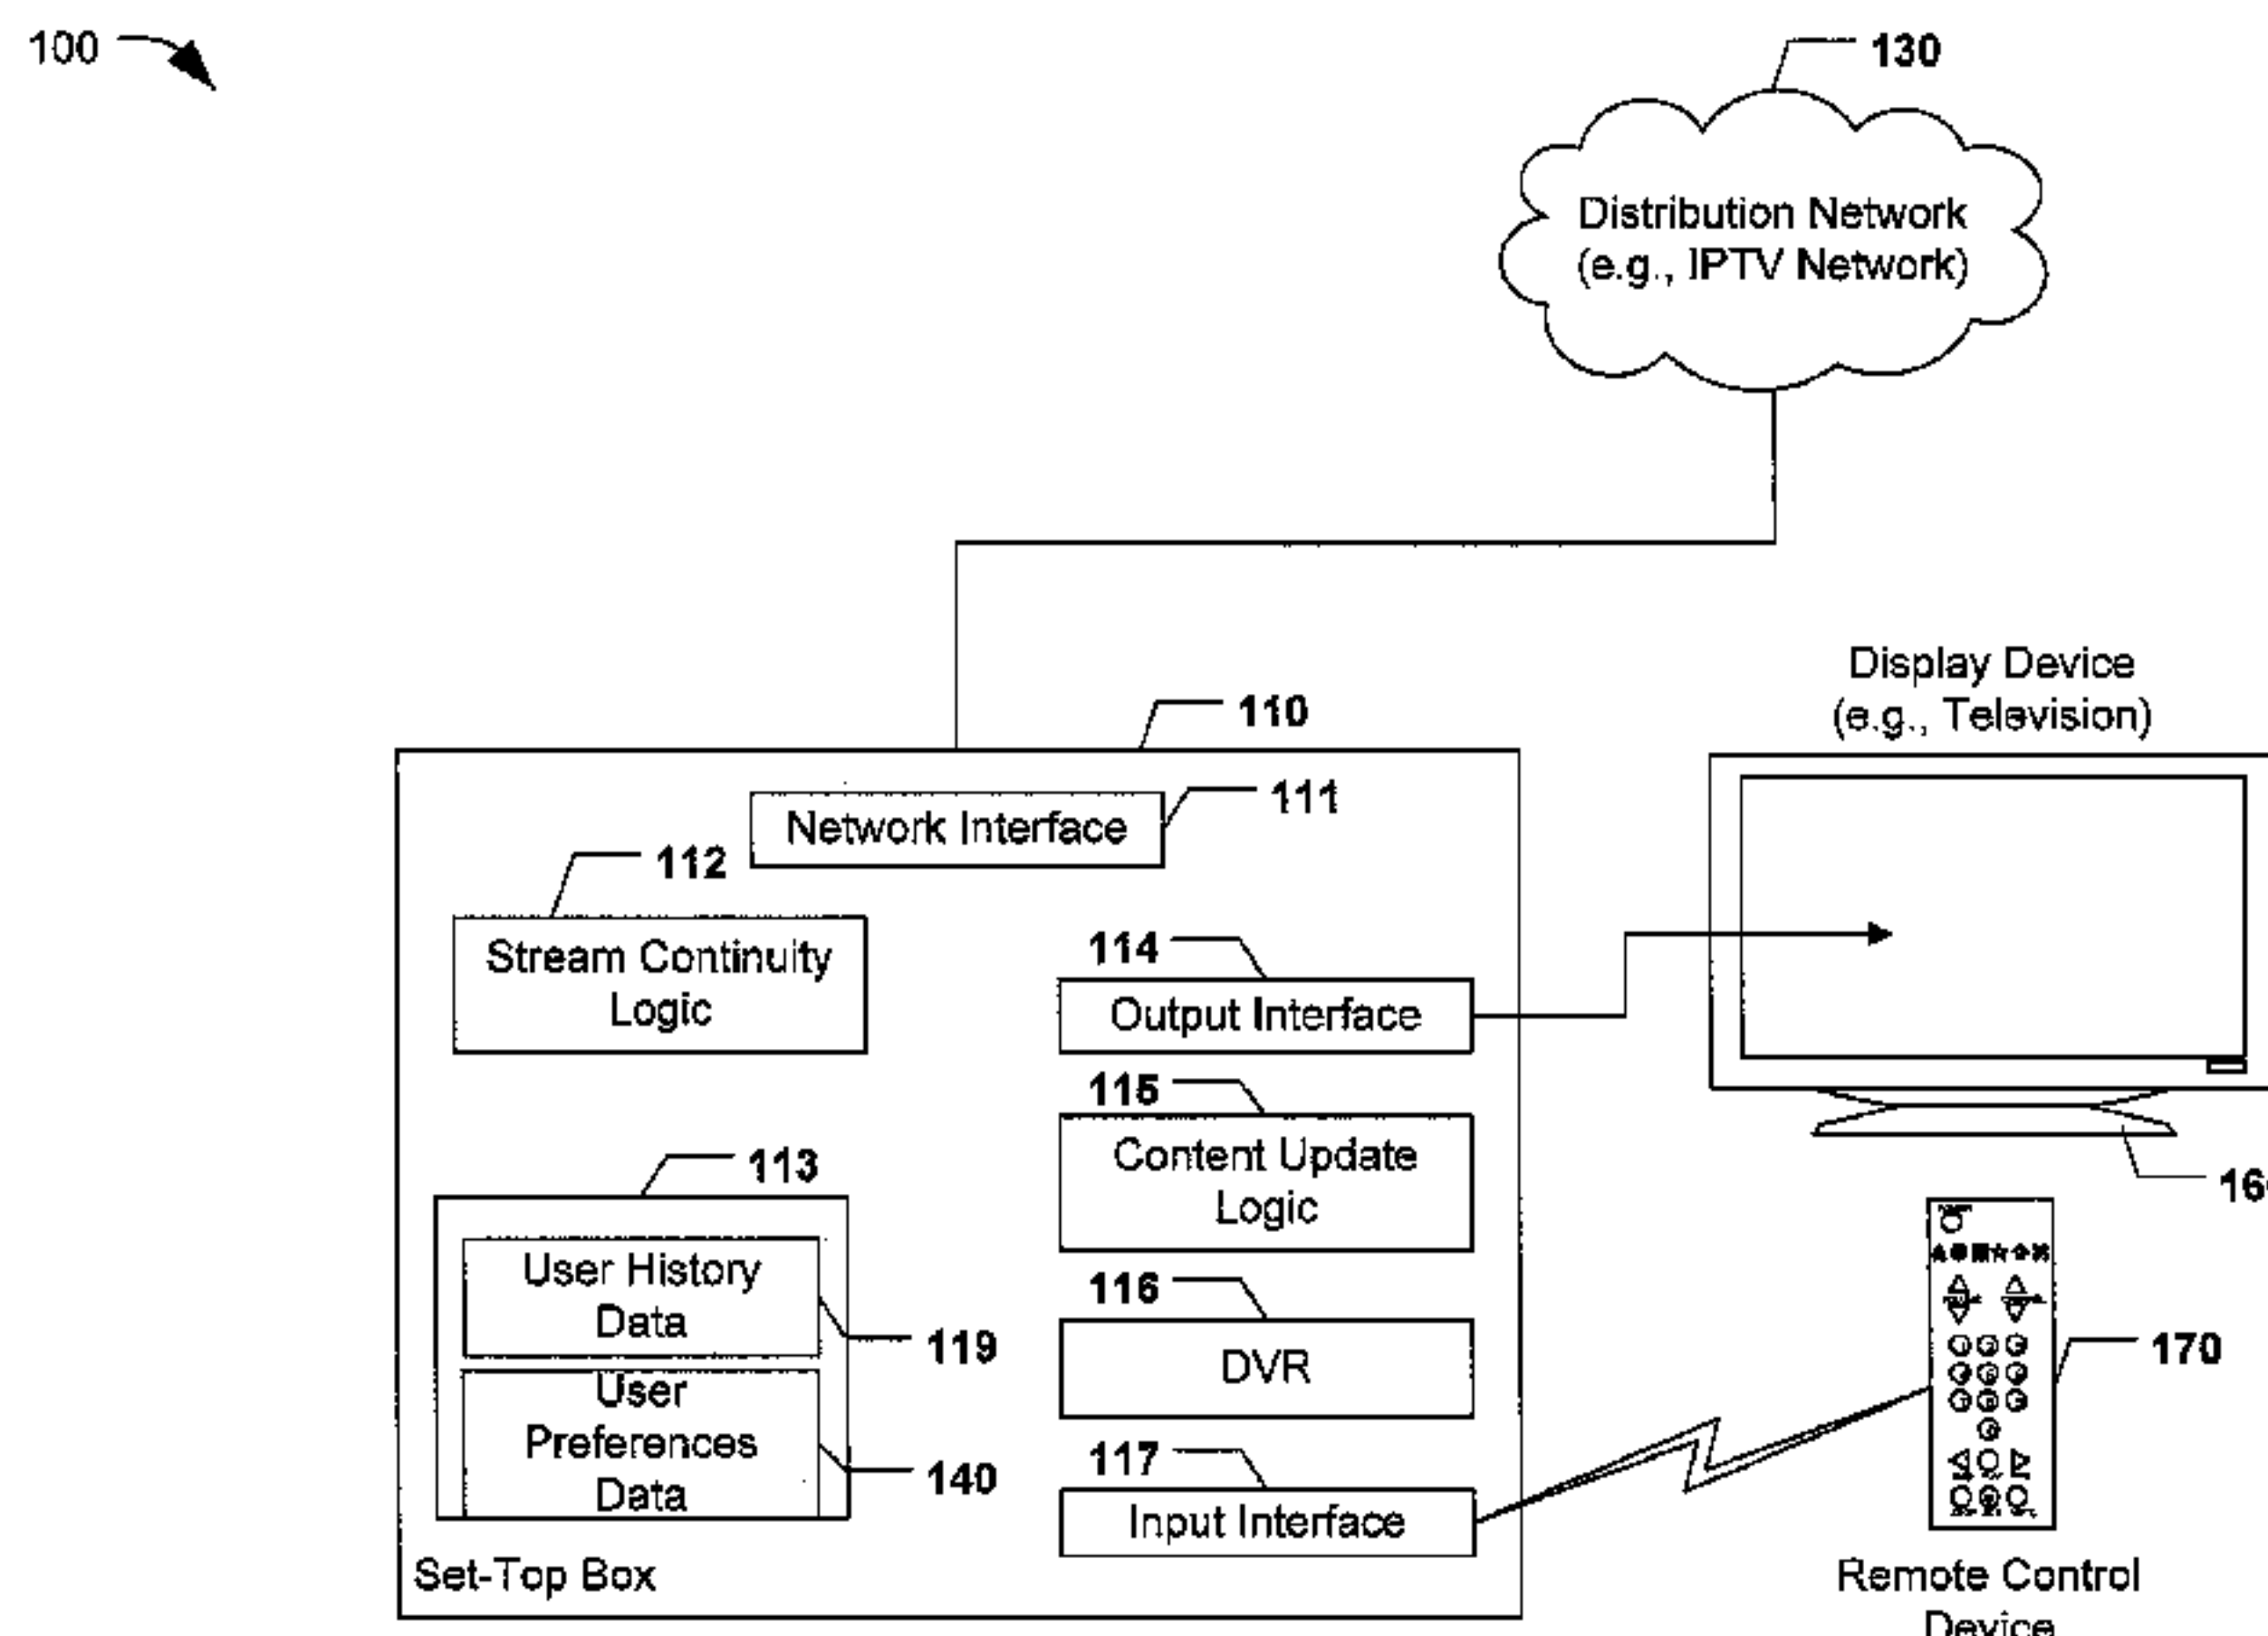 100
130
Distribution Network
(e.g., IPTV Network)
Display Device
(e.g., Television)
110
Network Interface
111
112
Stream Continuity
Logic
114
Output Interface
115
Content Update
Logic
113
User History
Data
119
User
Preferences
Data
140
116
DVR
117
Input Interface
Set-Top Box
170
Remote Control
Device